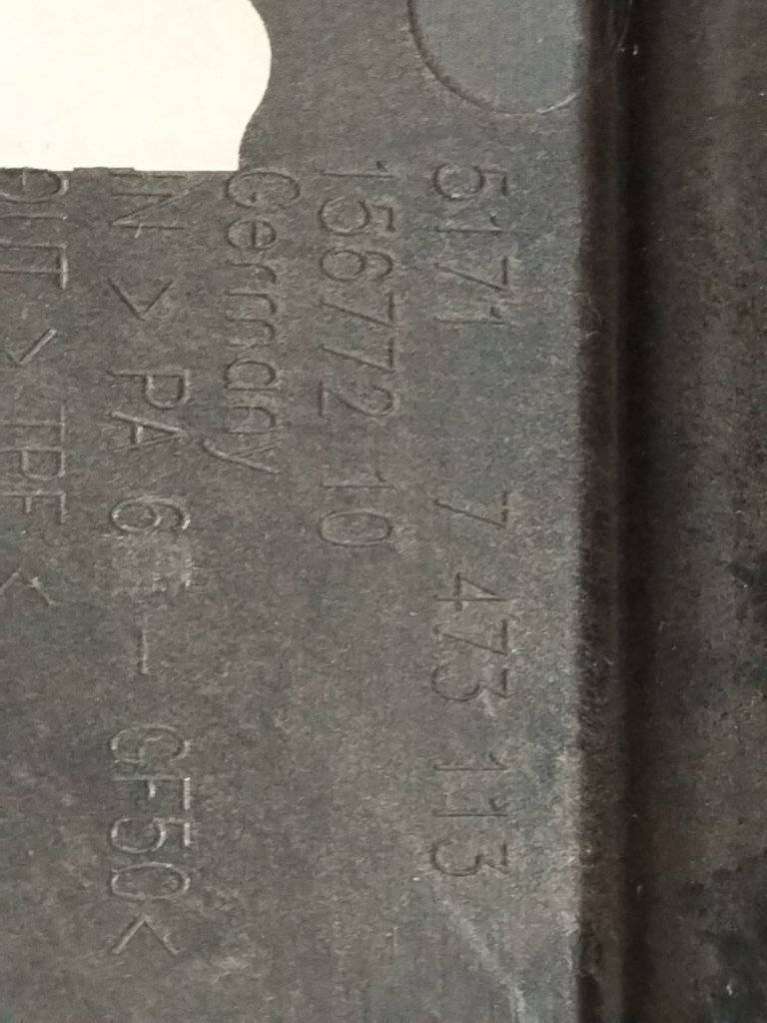 5171 7 473 113
156772 10
Germany
IN > PA 6 - GF50<
OUT > TPE <